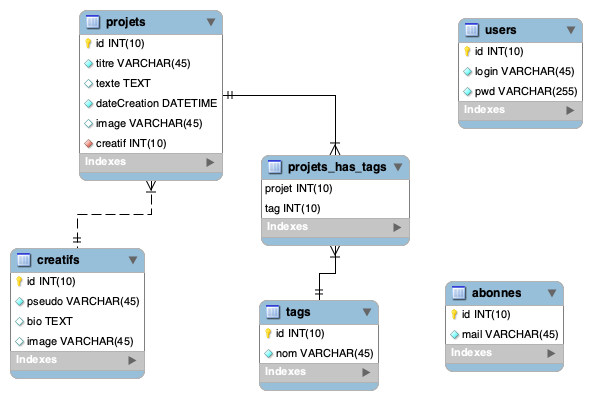 projets
id INT(10)
titre VARCHAR(45)
texte TEXT
dateCreation DATETIME
image VARCHAR(45)
creatif INT(10)
Indexes
users
id INT(10)
login VARCHAR(45)
pwd VARCHAR(255)
Indexes
projets_has_tags
projet INT(10)
tag INT(10)
Indexes
creatifs
id INT(10)
pseudo VARCHAR(45)
bio TEXT
image VARCHAR(45)
Indexes
tags
id INT(10)
nom VARCHAR(45)
Indexes
abonnes
id INT(10)
mail VARCHAR(45)
Indexes